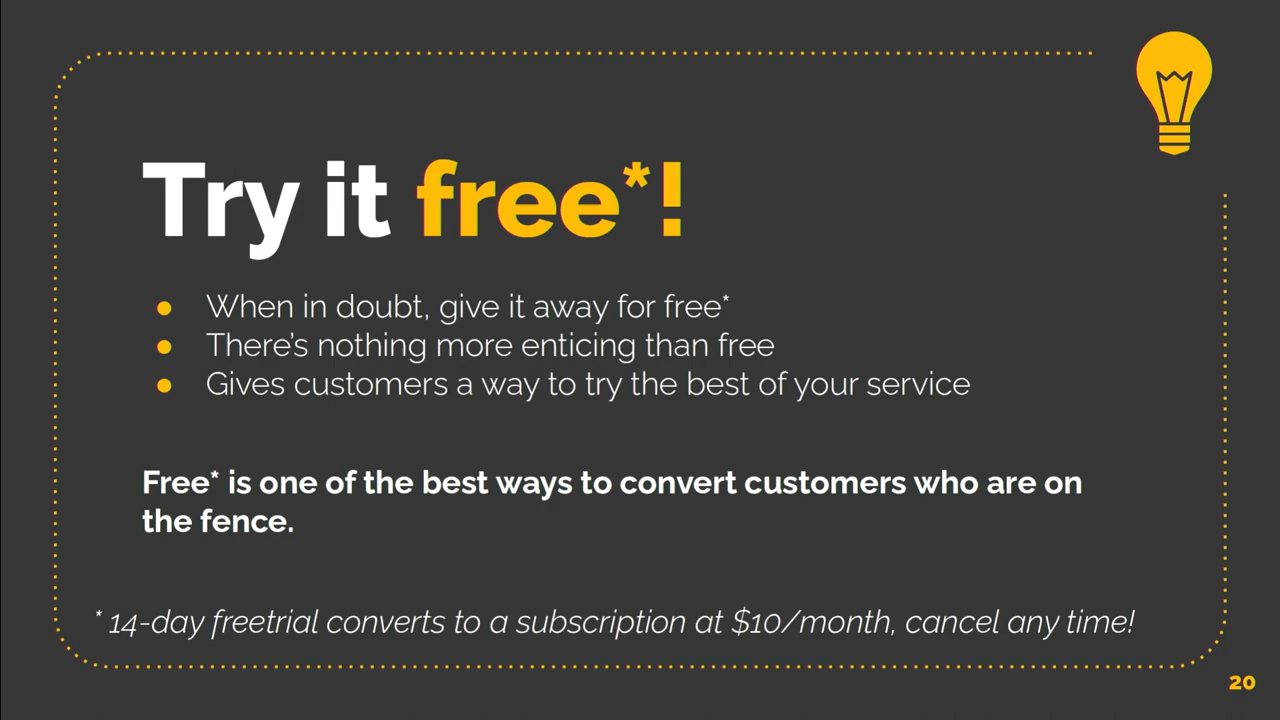 Try it free*!
● When in doubt, give it away for free*
● There's nothing more enticing than free
● Gives customers a way to try the best of your service
Free* is one of the best ways to convert customers who are on
the fence.
* 14-day freetrial converts to a subscription at $10/month, cancel any time!
20